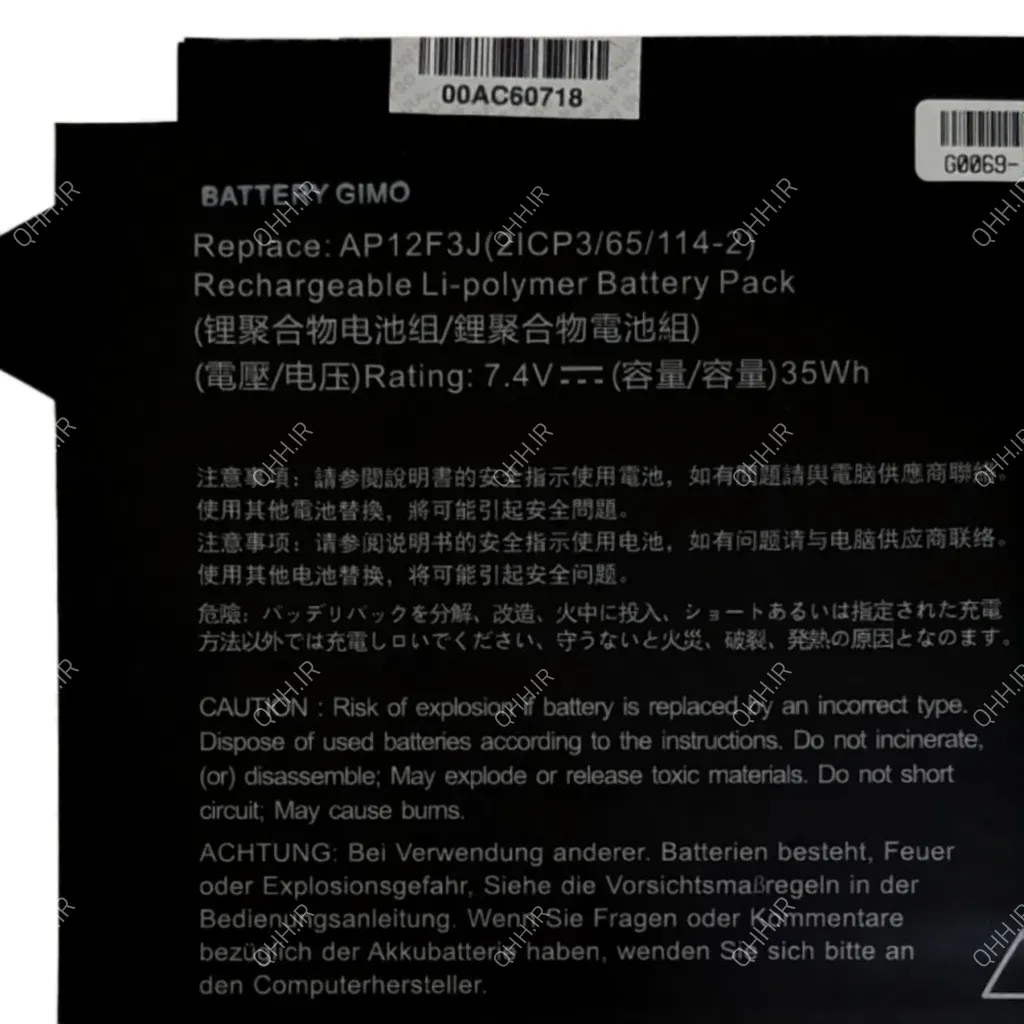 00AC60718
G0069-
BATTERY GIMO
Replace: AP12F3J(2ICP3/65/114-2)
Rechargeable Li-polymer Battery Pack
(锂聚合物电池组/鋰聚合物電池組)
(電壓/电压)Rating: 7.4V⎓(容量/容量)35Wh
注意事項：請參閱說明書的安全指示使用電池，如有問題請與電腦供應商聯絡。
使用其他電池替換，將可能引起安全問題。
注意事项：请参阅说明书的安全指示使用电池，如有问题请与电脑供应商联络。
使用其他电池替换，将可能引起安全问题。
危險：バッデリバックを分解、改造、火中に投入、ショートあるいは指定された充電
方法以外では充電しロいでください、守うないと火災、破裂、発熱の原因となのます。
CAUTION : Risk of explosion if battery is replaced by an incorrect type.
Dispose of used batteries according to the instructions. Do not incinerate,
(or) disassemble; May explode or release toxic materials. Do not short
circuit; May cause burns.
ACHTUNG: Bei Verwendung anderer. Batterien besteht, Feuer
oder Explosionsgefahr, Siehe die Vorsichtsmaßregeln in der
Bedienungsanleitung. Wenn Sie Fragen oder Kommentare
bezüglich der Akkubatterie haben, wenden Sie sich bitte an
den Computerhersteller.
QHH.IR